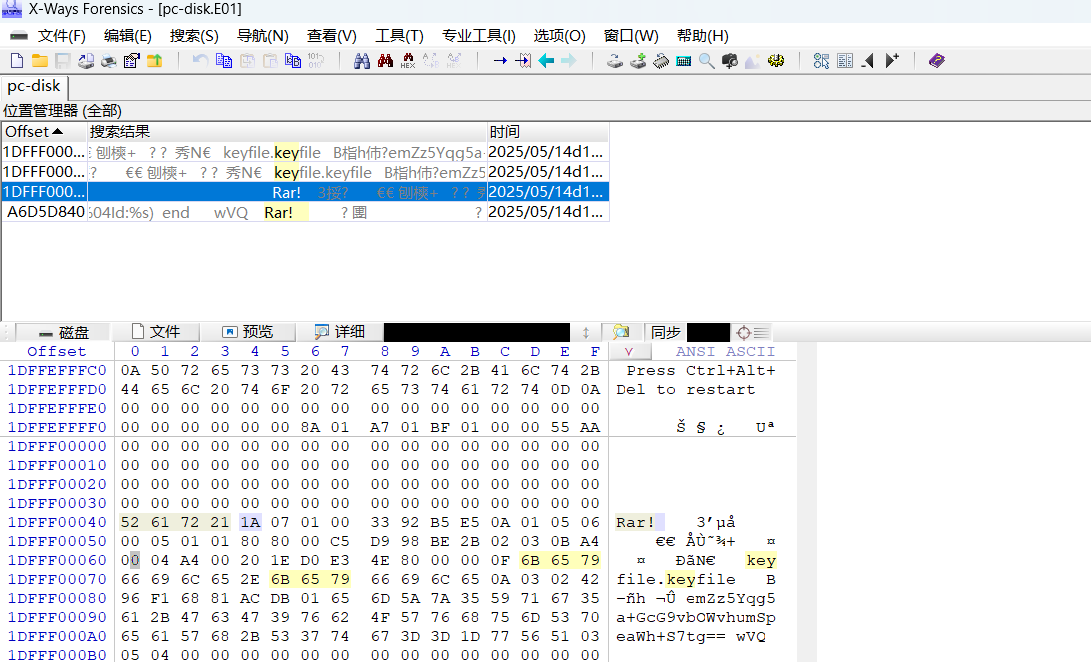 X-Ways Forensics - [pc-disk.E01]
文件(F) 编辑(E) 搜索(S) 导航(N) 查看(V) 工具(T) 专业工具(I) 选项(O) 窗口(W) 帮助(H)
pc-disk
位置管理器 (全部)
Offset 搜索结果 时间
1DFFF000... ? ? 秀N€ keyfile.keyfile B楷h伂?emZz5Yqg5a 2025/05/14d1...
1DFFF000... ? €€ ? ? 秀N€ keyfile.keyfile B楷h伂?emZz5 2025/05/14d1...
1DFFF000... Rar! €€ ? ? 2025/05/14d1...
A6D5D840 604Id:%s) end wVQ Rar! ? ? 2025/05/14d1...
磁盘 文件 预览 详细 同步
Offset 0 1 2 3 4 5 6 7 8 9 A B C D E F ANSI ASCII
1DFFEFFFC0 0A 50 72 65 73 73 20 43 74 72 6C 2B 41 6C 74 2B Press Ctrl+Alt+
1DFFEFFFD0 44 65 6C 20 74 6F 20 72 65 73 74 61 72 74 0D 0A Del to restart
1DFFEFFFE0 00 00 00 00 00 00 00 00 00 00 00 00 00 00 00 00
1DFFEFFFF0 00 00 00 00 00 00 8A 01 A7 01 BF 01 00 00 55 AA Š § ¿ Uª
1DFFF00000 00 00 00 00 00 00 00 00 00 00 00 00 00 00 00 00
1DFFF00010 00 00 00 00 00 00 00 00 00 00 00 00 00 00 00 00
1DFFF00020 00 00 00 00 00 00 00 00 00 00 00 00 00 00 00 00
1DFFF00030 00 00 00 00 00 00 00 00 00 00 00 00 00 00 00 00
1DFFF00040 52 61 72 21 1A 07 01 00 33 92 B5 E5 0A 01 05 06 Rar! 3’µå
1DFFF00050 00 05 01 01 80 80 00 C5 D9 98 BE 2B 02 03 0B A4 €€ ÅÙ˜¾+ ¤
1DFFF00060 00 04 A4 00 20 1E D0 E3 4E 80 00 00 0F 6B 65 79 ¤ ÐãN€ key
1DFFF00070 66 69 6C 65 2E 6B 65 79 66 69 6C 65 0A 03 02 42 file.keyfile B
1DFFF00080 96 F1 68 81 AC DB 01 65 6D 5A 7A 35 59 71 67 35 –ñh ¬Û emZz5Yqg5
1DFFF00090 61 2B 47 63 47 39 76 62 4F 57 76 68 75 6D 53 70 a+GcG9vbOWvhumSp
1DFFF000A0 65 61 57 68 2B 53 37 74 67 3D 3D 1D 77 56 51 03 eaWh+S7tg== wVQ
1DFFF000B0 05 04 00 00 00 00 00 00 00 00 00 00 00 00 00 00